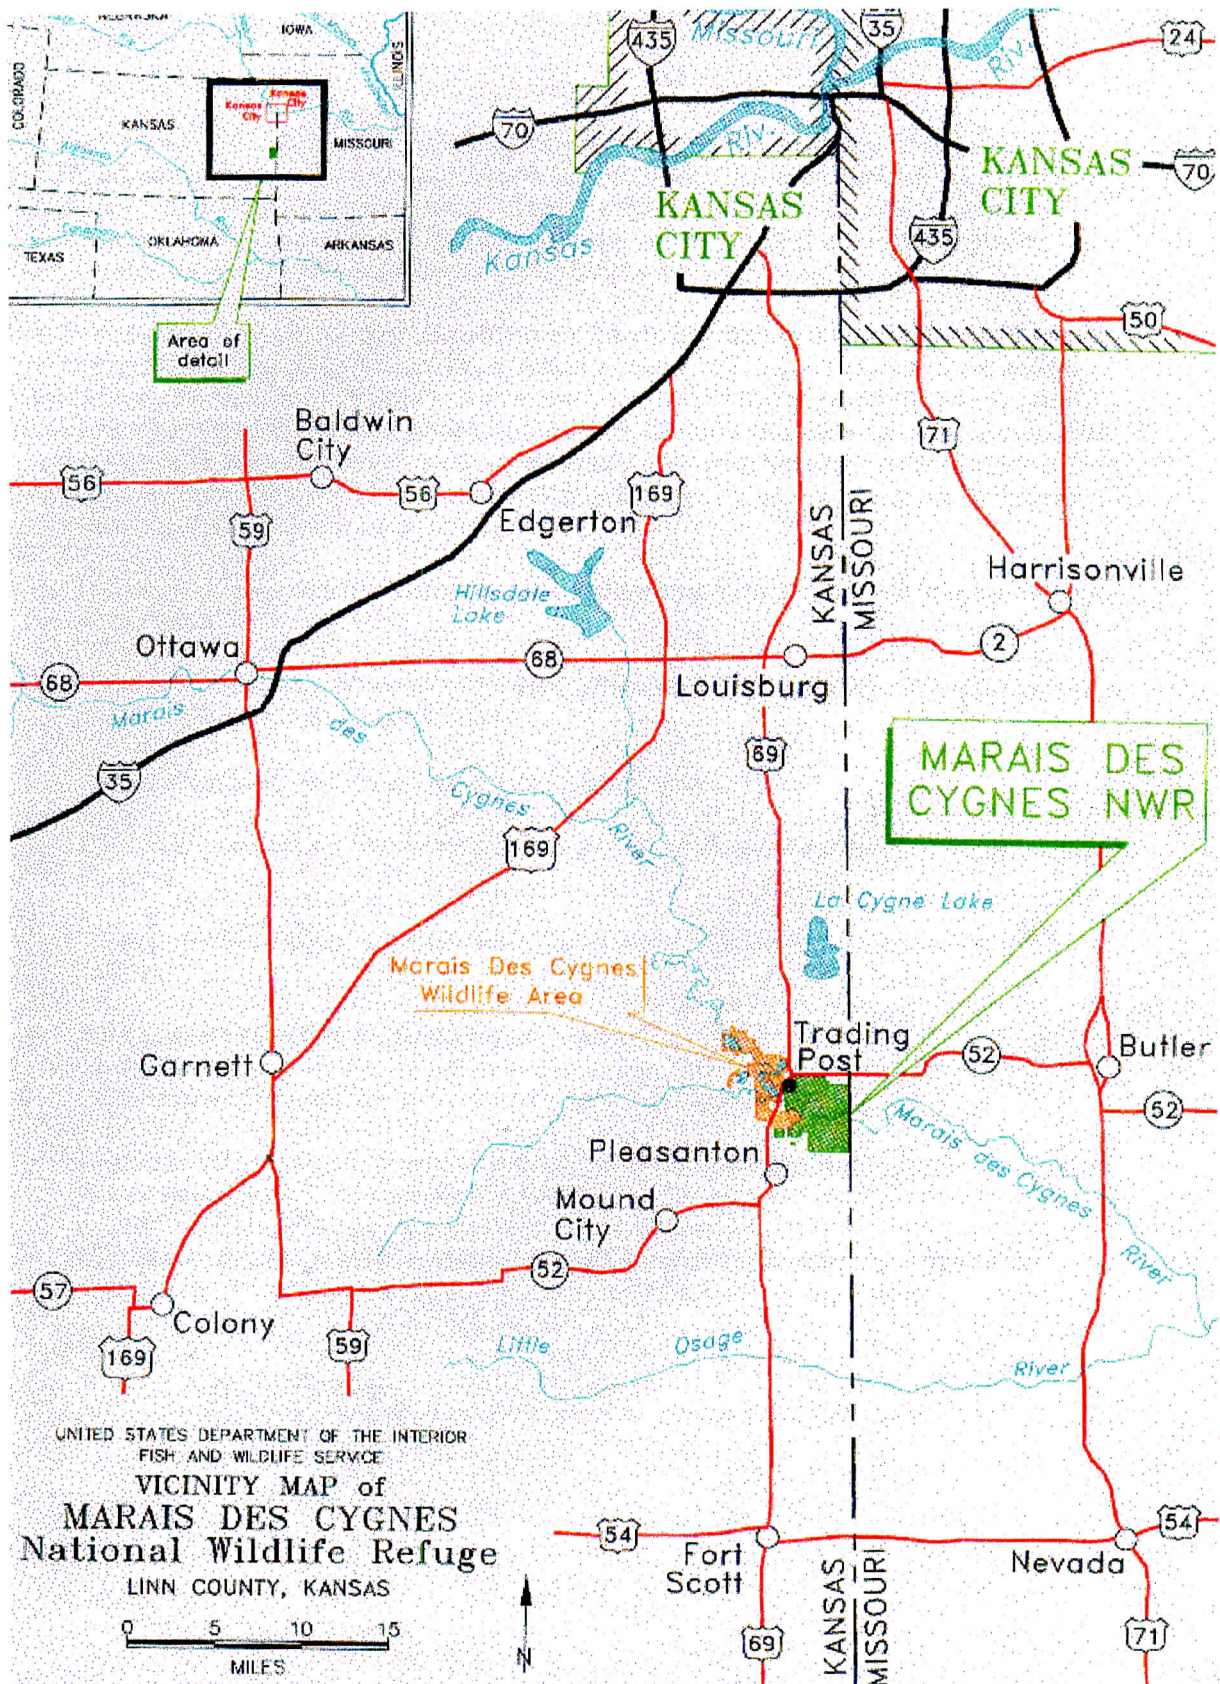 NEBRASKA
IOWA
ILLINOIS
COLORADO
Kansas
City
Kansas
City
KANSAS
MISSOURI
Arkansas
OKLAHOMA
ARKANSAS
TEXAS
Area of
detail
435
Missouri
Riv.
35
24
70
Riv.
Kansas
KANSAS
CITY
KANSAS
CITY
70
435
50
71
Baldwin
City
56
56
59
Edgerton
169
KANSAS
MISSOURI
Hillsdale
Lake
Harrisonville
Ottawa
68
68
2
Louisburg
Marais
des
Cygnes
River
35
69
169
MARAIS DES
CYGNES NWR
La Cygne Lake
Marais Des Cygnes
Wildlife Area
Trading
Post
52
Butler
52
Garnett
Marais des Cygnes
River
Pleasanton
Mound
City
52
57
Colony
169
59
Little
Osage
River
UNITED STATES DEPARTMENT OF THE INTERIOR
FISH AND WILDLIFE SERVICE
VICINITY MAP of
MARAIS DES CYGNES
National Wildlife Refuge
LINN COUNTY, KANSAS
0 5 10 15
MILES
N
54
Fort
Scott
Nevada
54
69
KANSAS
MISSOURI
71